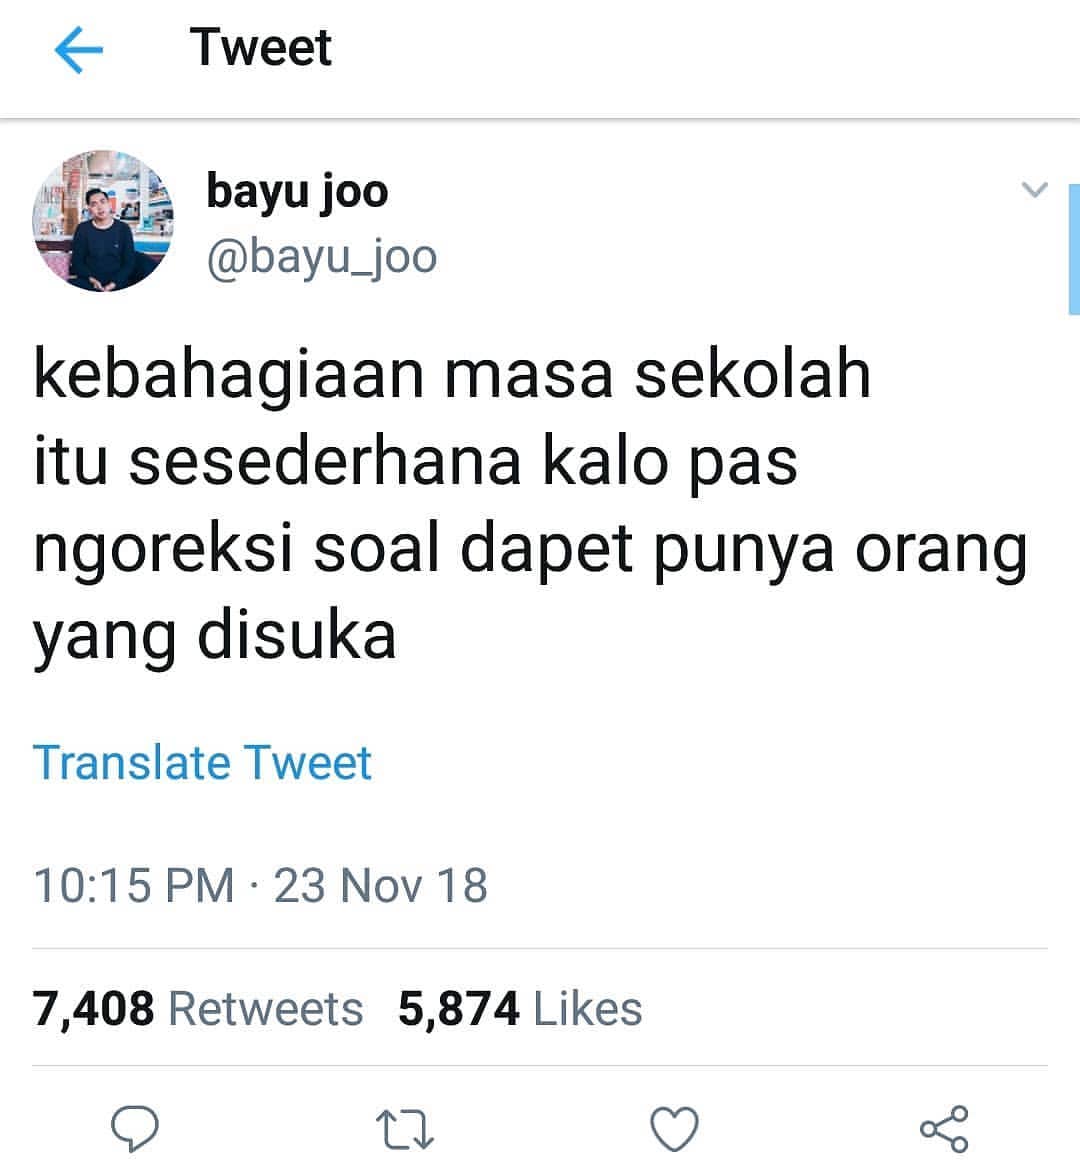 Tweet
bayu joo
@bayu_joo
kebahagiaan masa sekolah
itu sesederhana kalo pas
ngoreksi soal dapet punya orang
yang disuka
Translate Tweet
10:15 PM · 23 Nov 18
7,408 Retweets 5,874 Likes